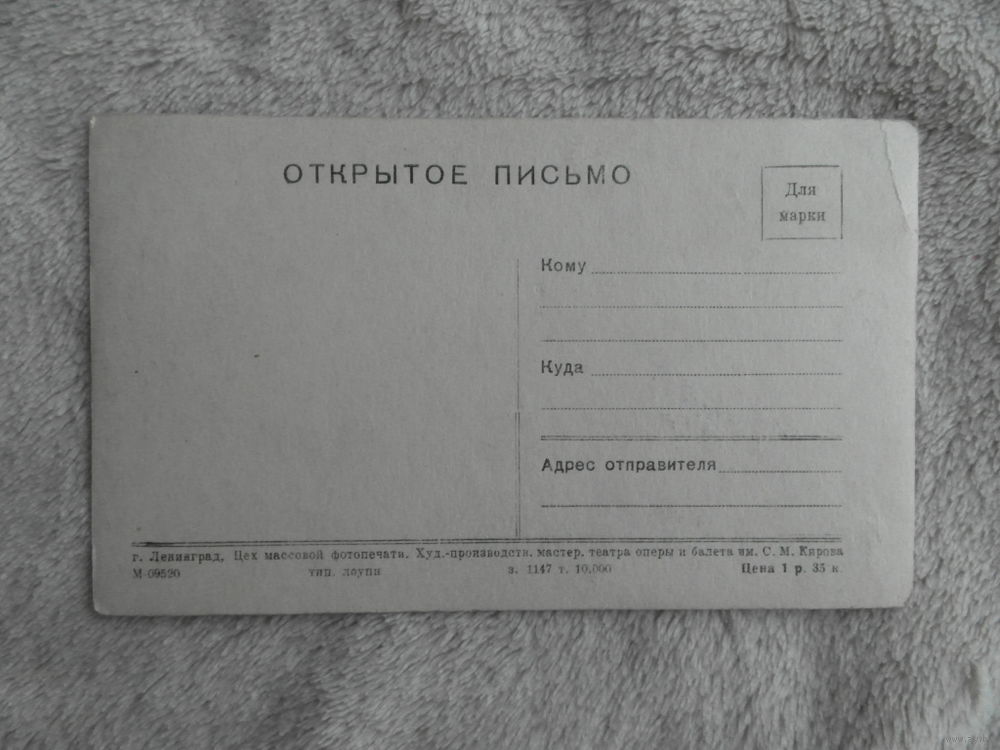 ОТКРЫТОЕ ПИСЬМО
Для
марки
Кому
Куда
Адрес отправителя
г. Ленинград, Цех массовой фотопечати. Худ.-производств. мастер. театра оперы и балета им. С. М. Кирова
М-09520 тип. лоупи з. 1147 т. 10.000 Цена 1 р. 35 к.